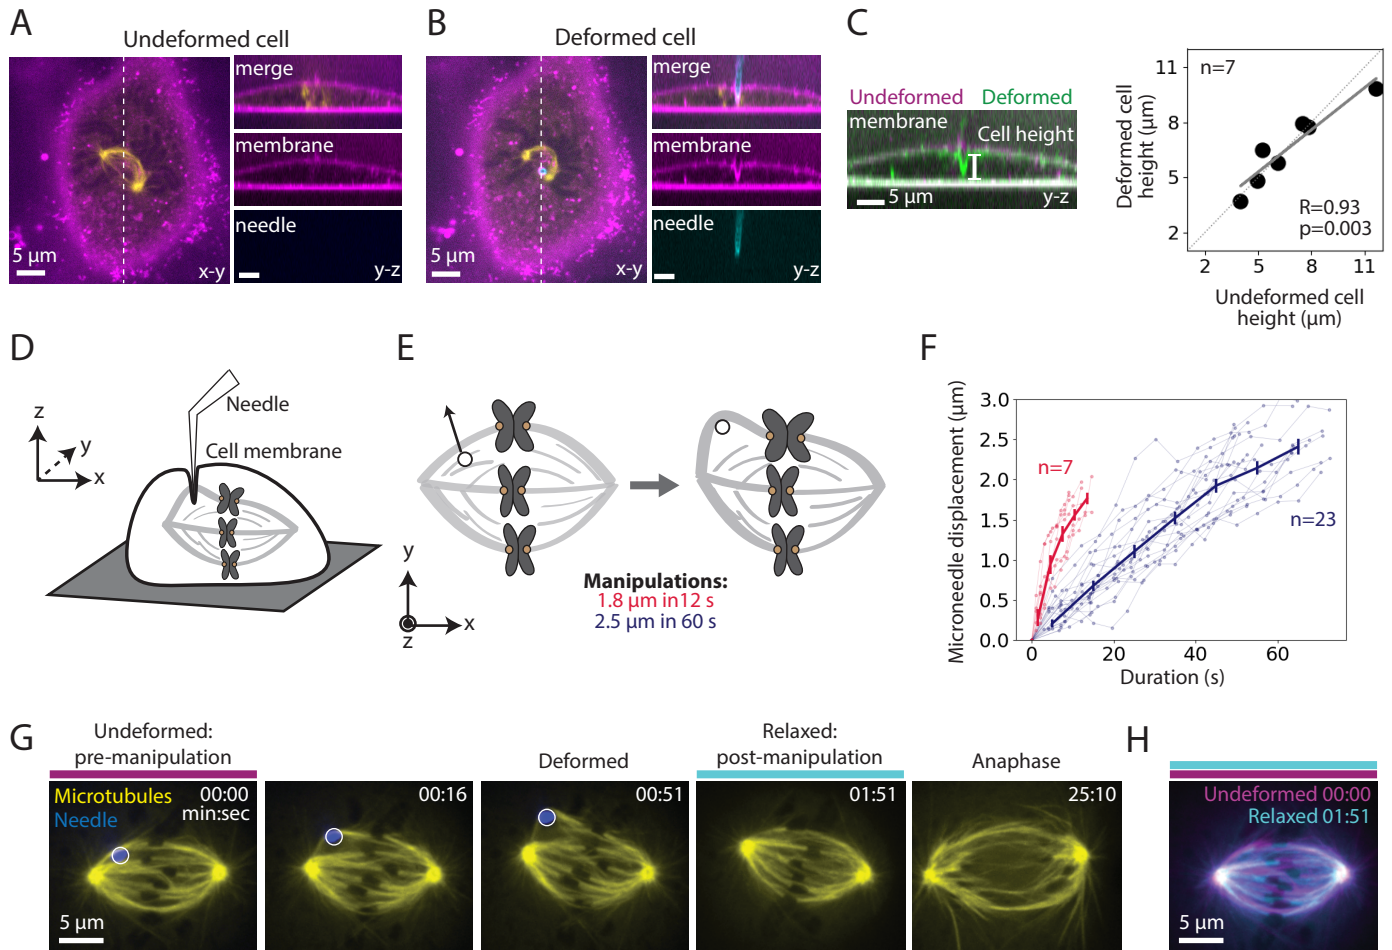 A
Undeformed cell
5 µm
x-y
merge
membrane
needle
y-z
B
Deformed cell
5 µm
x-y
merge
membrane
needle
y-z
C
Undeformed Deformed
membrane
Cell height
5 µm
y-z
Deformed cell
height (µm)
11
8
5
2
n=7
R=0.93
p=0.003
2 5 8 11
Undeformed cell
height (µm)
D
z
y
x
Needle
Cell membrane
E
y
z
x
Manipulations:
1.8 µm in12 s
2.5 µm in 60 s
F
Microneedle displacement (µm)
3.0
2.5
2.0
1.5
1.0
0.5
0.0
n=7
n=23
0 20 40 60
Duration (s)
G
Undeformed:
pre-manipulation
Microtubules
Needle
00:00
min:sec
5 µm
00:16
Deformed
00:51
Relaxed:
post-manipulation
01:51
Anaphase
25:10
H
Undeformed 00:00
Relaxed 01:51
5 µm